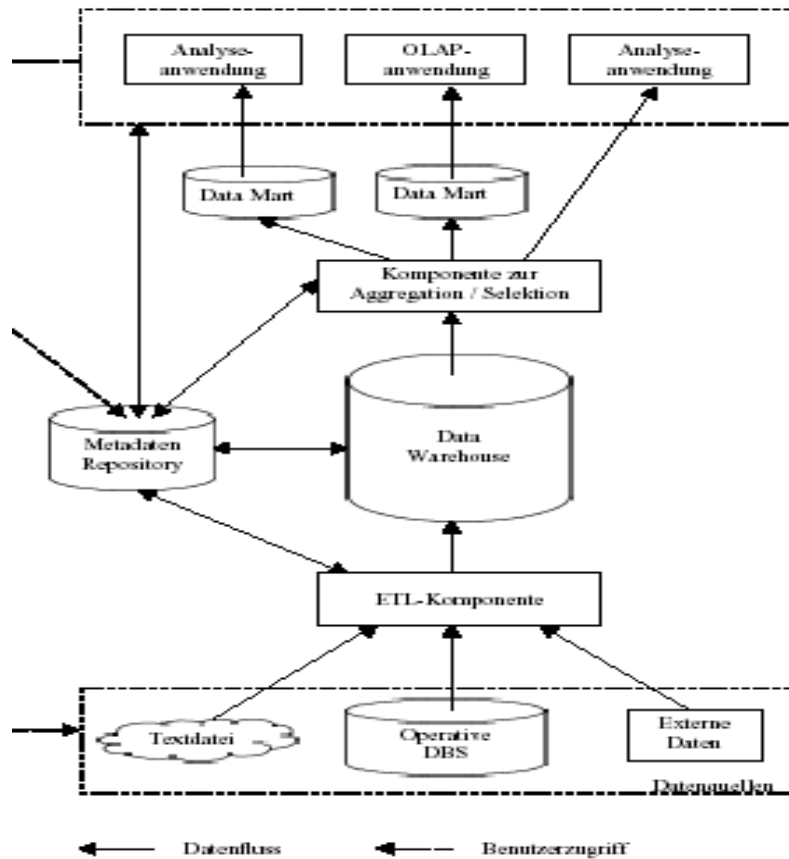 Analyse-
anwendung
OLAP-
anwendung
Analyse-
anwendung
Data Mart
Data Mart
Komponente zur
Aggregation / Selektion
Metadaten
Repository
Data
Warehouse
ETL-Komponente
Textdatei
Operative
DBS
Externe
Daten
Datenquellen
Datenfluss
Benutzerzugriff